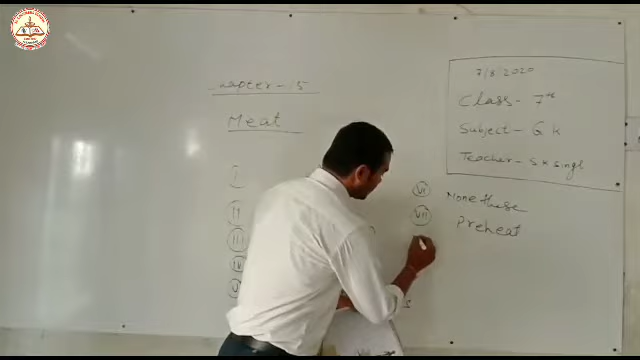 7/8/2020
Class - 7th
Subject - G K
Teacher - S K Singh
Chapter - 5
Meat
I
II
III
IV
V
VI None these
VII Preheat
s